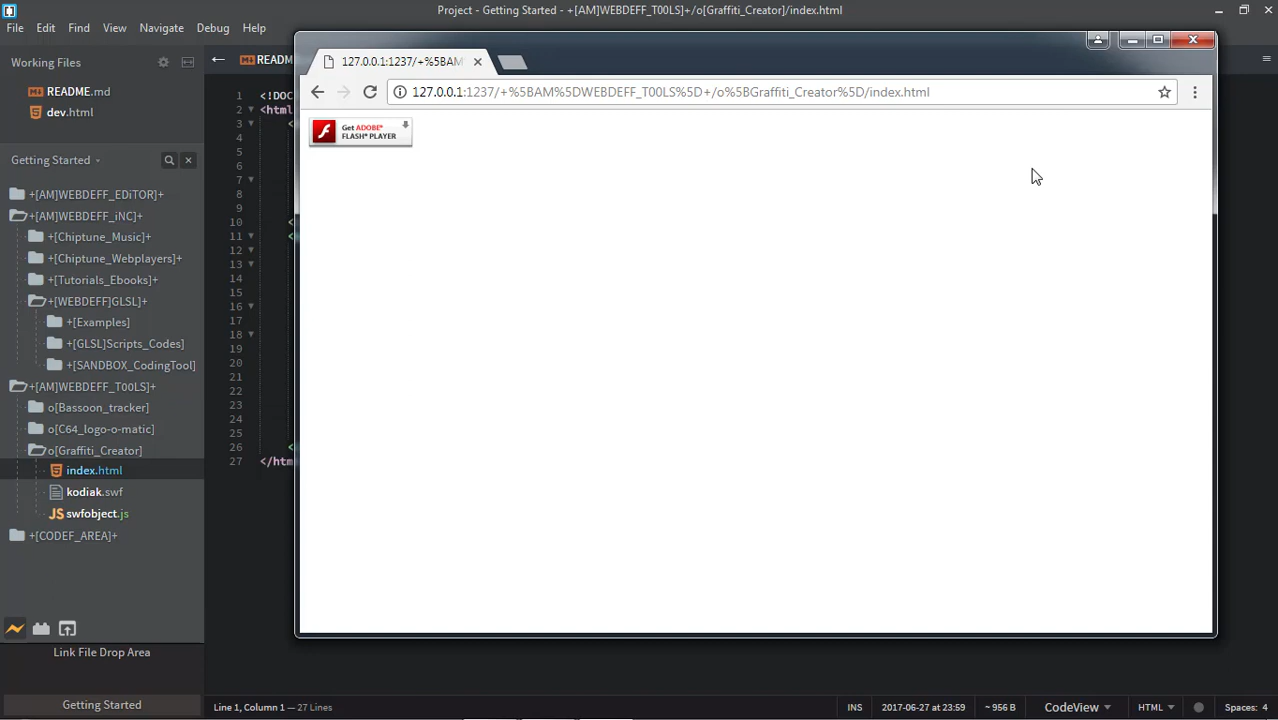 Project - Getting Started - +[AM]WEBDEFF_T00LS]+/o[Graffiti_Creator]/index.html
File Edit Find View Navigate Debug Help
Working Files
README.md
dev.html
Getting Started
+[AM]WEBDEFF_EDiTOR]+
+[AM]WEBDEFF_iNC]+
+[Chiptune_Music]+
+[Chiptune_Webplayers]+
+[Tutorials_Ebooks]+
+[WEBDEFF]GLSL]+
+[Examples]
+[GLSL]Scripts_Codes]
+[SANDBOX_CodingTool]
+[AM]WEBDEFF_T00LS]+
o[Bassoon_tracker]
o[C64_logo-o-matic]
o[Graffiti_Creator]
index.html
kodiak.swf
JS swfobject.js
+[CODEF_AREA]+
Link File Drop Area
Getting Started
README
1 <!DOC
2 <html
3 <
4
5
6
7
8
9
10 <
11 <
12
13
14
15
16
17
18
19
20
21
22
23
24
25
26 <
27 </htm
127.0.0.1:1237/+%5BAM
127.0.0.1:1237/+%5BAM%5DWEBDEFF_T00LS%5D+/o%5BGraffiti_Creator%5D/index.html
Get ADOBE®
FLASH® PLAYER
Line 1, Column 1 — 27 Lines
INS 2017-06-27 23:59 ~ 956 B CodeView HTML Spaces: 4